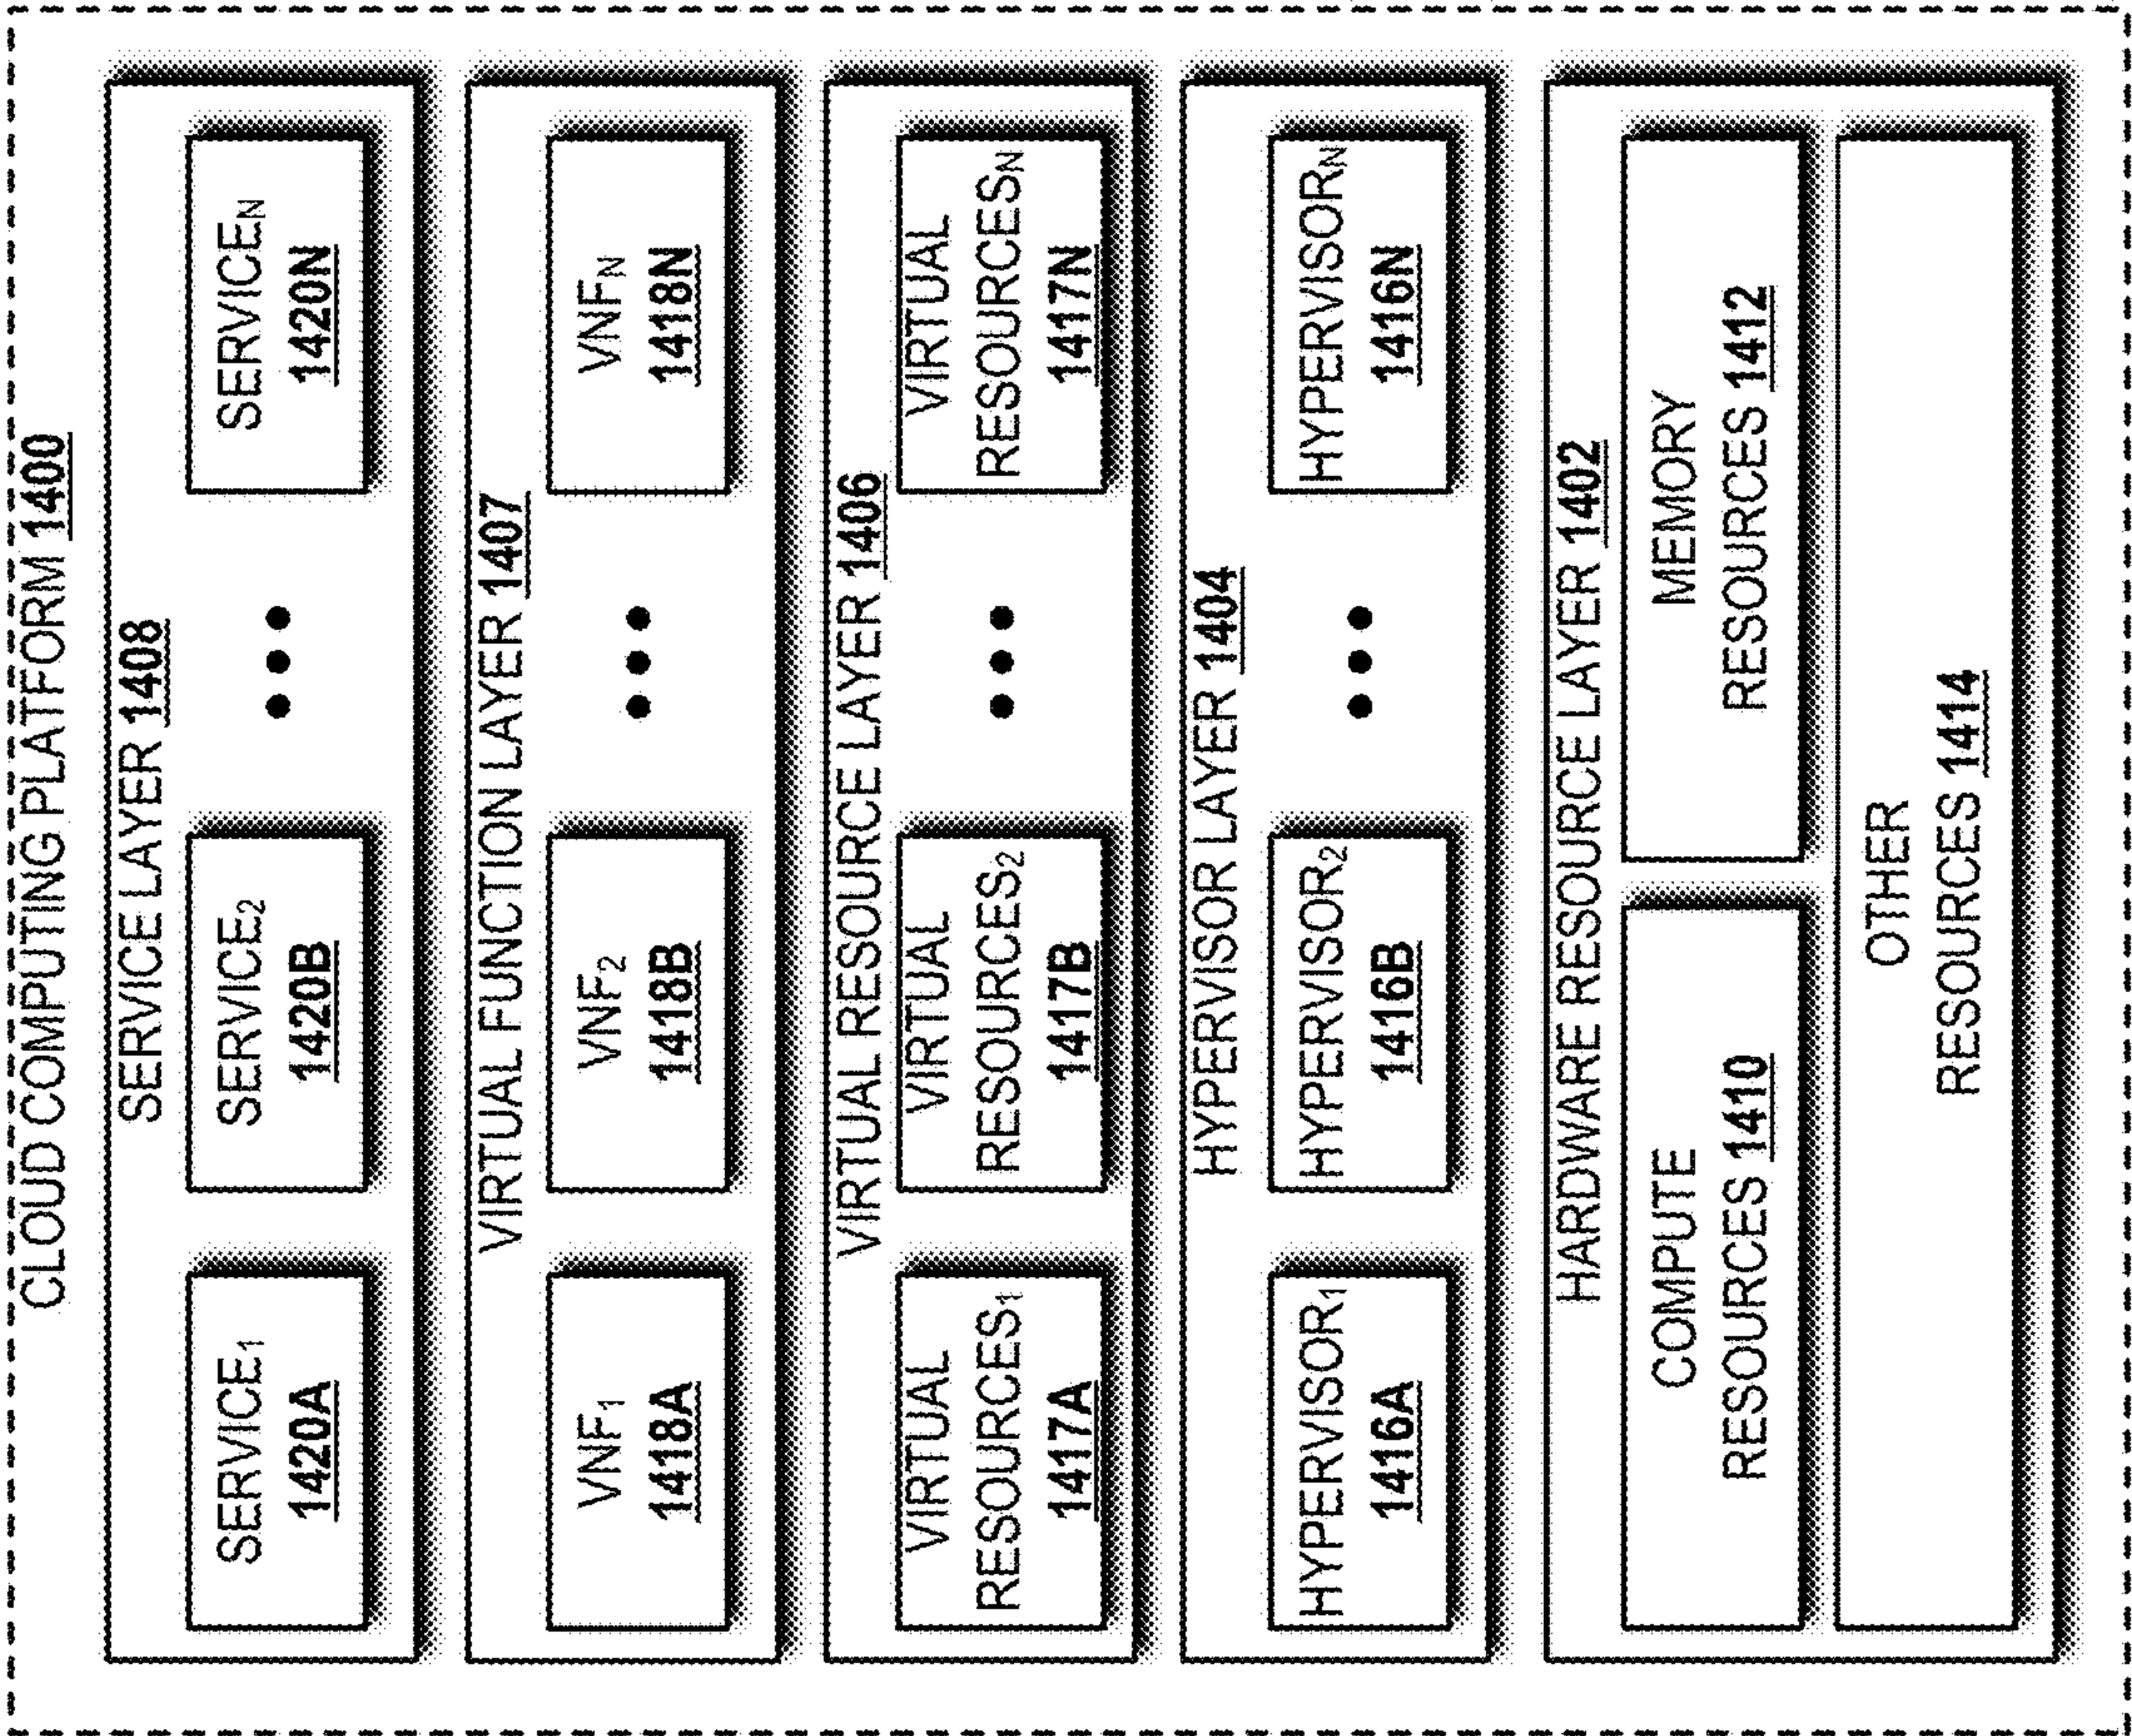 CLOUD COMPUTING PLATFORM 1400
SERVICE LAYER 1408
SERVICE₁
1420A
SERVICE₂
1420B
SERVICEN
1420N
VIRTUAL FUNCTION LAYER 1407
VNF₁
1418A
VNF₂
1418B
VNFN
1418N
VIRTUAL RESOURCE LAYER 1406
VIRTUAL
RESOURCES₁
1417A
VIRTUAL
RESOURCES₂
1417B
VIRTUAL
RESOURCESN
1417N
HYPERVISOR LAYER 1404
HYPERVISOR₁
1416A
HYPERVISOR₂
1416B
HYPERVISORN
1416N
HARDWARE RESOURCE LAYER 1402
COMPUTE
RESOURCES 1410
MEMORY
RESOURCES 1412
OTHER
RESOURCES 1414